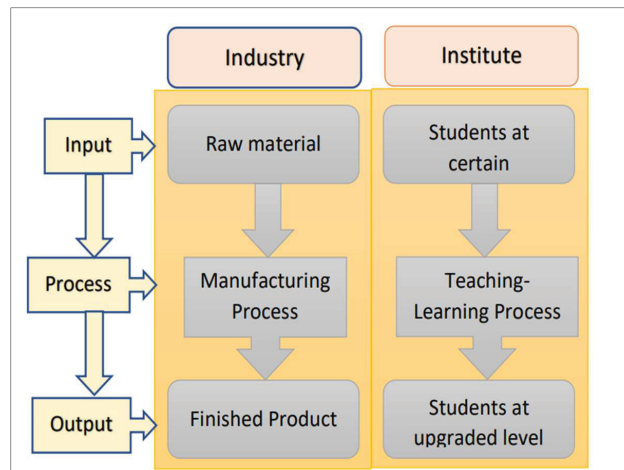 Industry
Institute
Input
Raw material
Students at
certain
Process
Manufacturing
Process
Teaching-
Learning Process
Output
Finished Product
Students at
upgraded level